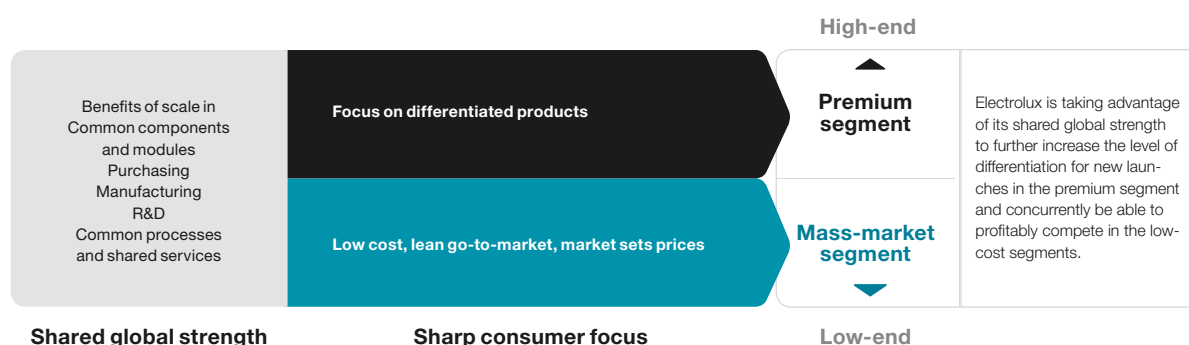 High-end
Benefits of scale in
Common components
and modules
Purchasing
Manufacturing
R&D
Common processes
and shared services
Focus on differentiated products
Low cost, lean go-to-market, market sets prices
Premium
segment
Mass-market
segment
Electrolux is taking advantage
of its shared global strength
to further increase the level of
differentiation for new laun-
ches in the premium segment
and concurrently be able to
profitably compete in the low-
cost segments.
Shared global strength
Sharp consumer focus
Low-end